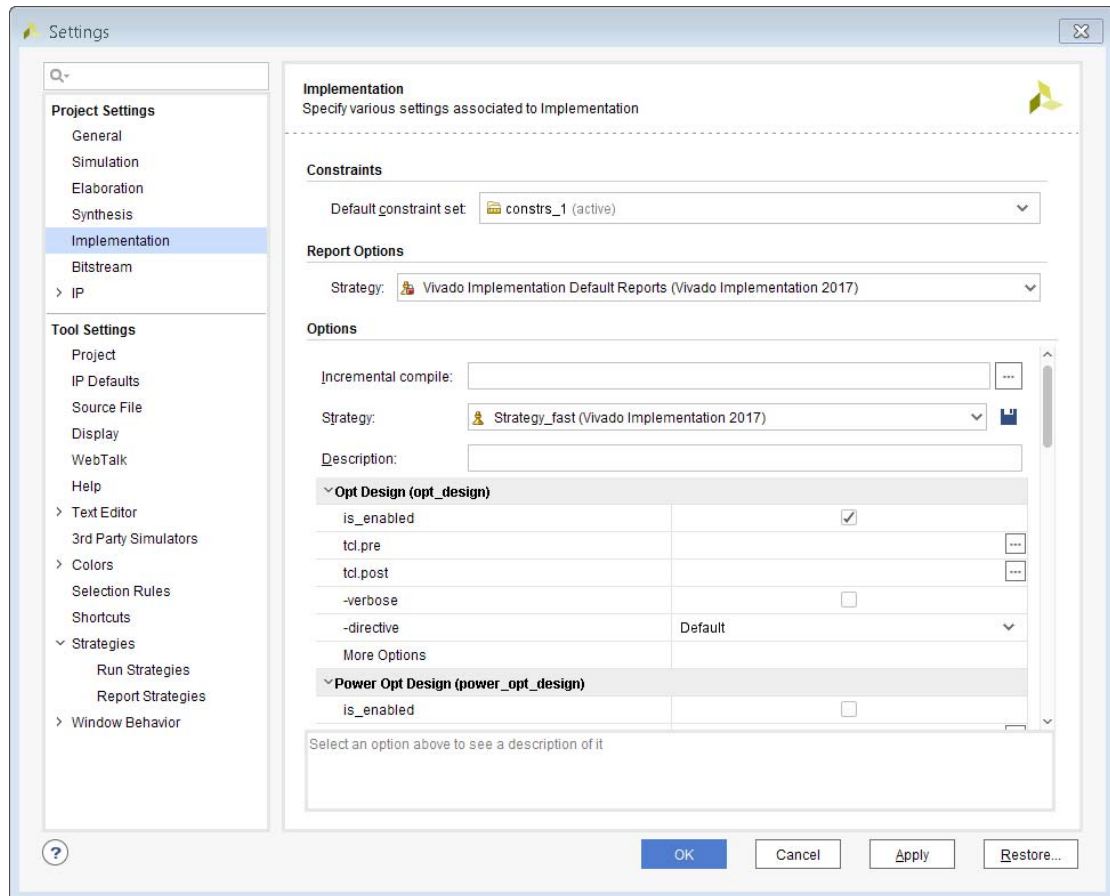 Settings
Project Settings
General
Simulation
Elaboration
Synthesis
Implementation
Bitstream
> IP
Tool Settings
Project
IP Defaults
Source File
Display
WebTalk
Help
> Text Editor
3rd Party Simulators
> Colors
Selection Rules
Shortcuts
Strategies
Run Strategies
Report Strategies
> Window Behavior
Implementation
Specify various settings associated to Implementation
Constraints
Default constraint set: constrs_1 (active)
Report Options
Strategy: Vivado Implementation Default Reports (Vivado Implementation 2017)
Options
Incremental compile: ...
Strategy: Strategy_fast (Vivado Implementation 2017)
Description:
Opt Design (opt_design)
is_enabled
tcl.pre ...
tcl.post ...
-verbose
-directive Default
More Options
Power Opt Design (power_opt_design)
is_enabled
Select an option above to see a description of it
? OK Cancel Apply Restore...